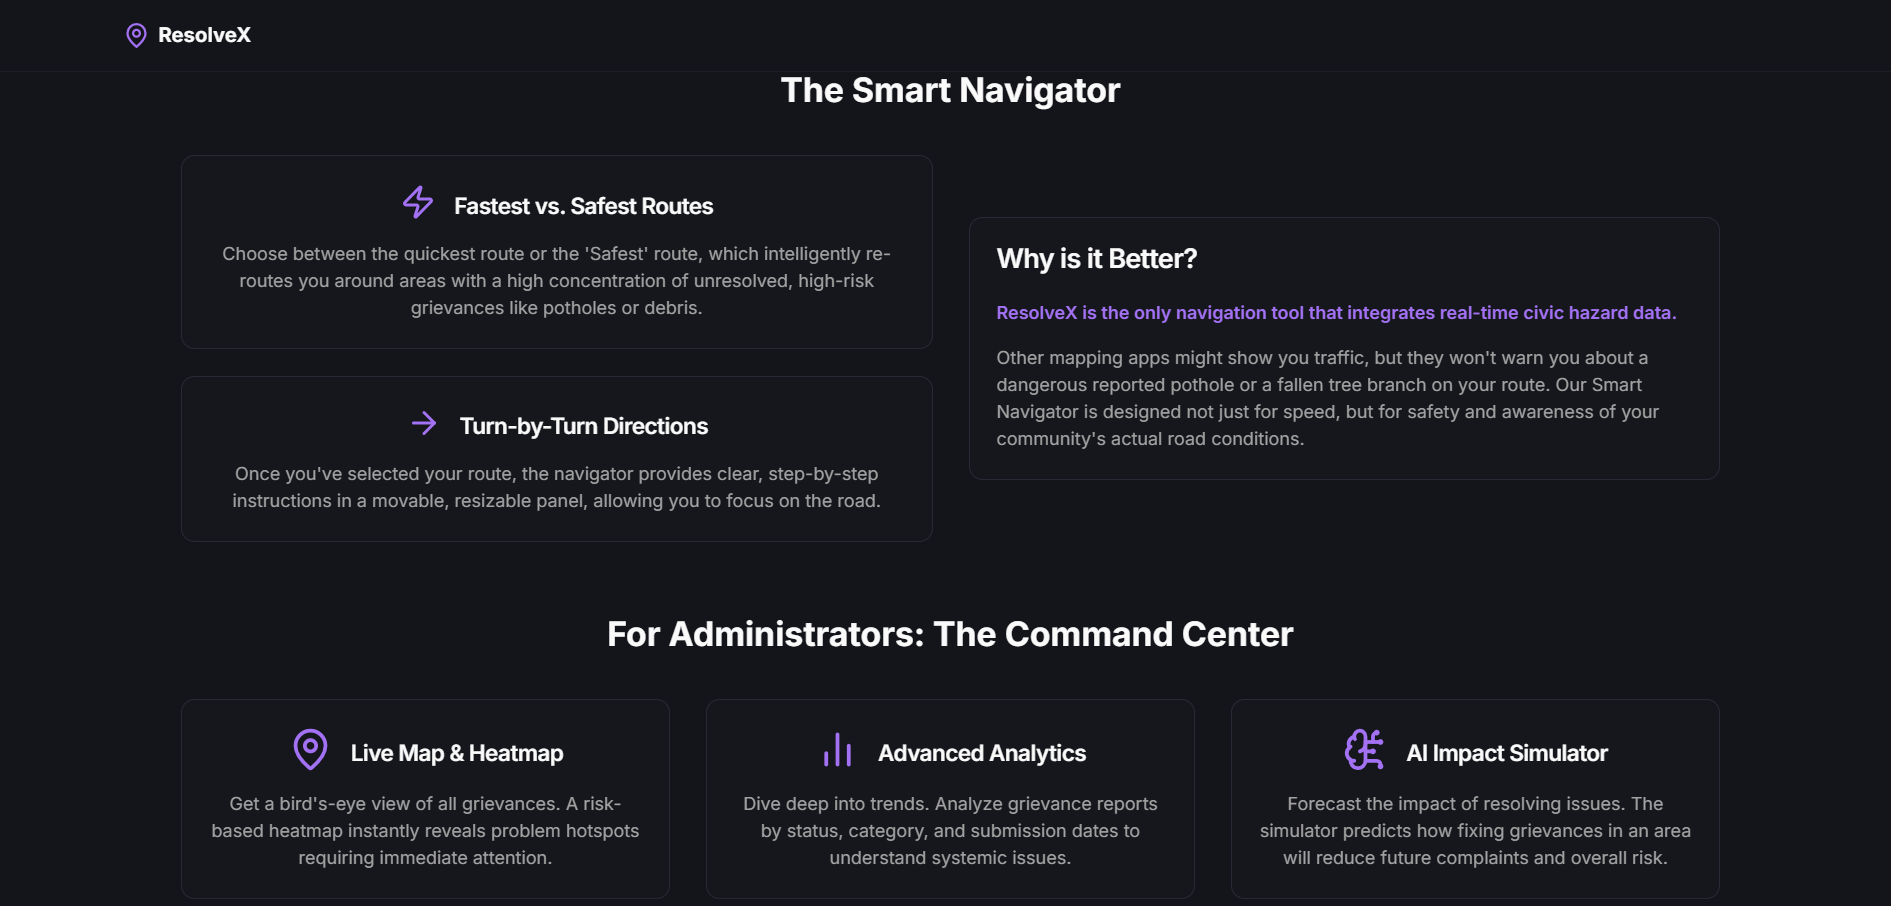 ResolveX
The Smart Navigator
Fastest vs. Safest Routes
Choose between the quickest route or the 'Safest' route, which intelligently re-
routes you around areas with a high concentration of unresolved, high-risk
grievances like potholes or debris.
Turn-by-Turn Directions
Once you've selected your route, the navigator provides clear, step-by-step
instructions in a movable, resizable panel, allowing you to focus on the road.
Why is it Better?
ResolveX is the only navigation tool that integrates real-time civic hazard data.
Other mapping apps might show you traffic, but they won't warn you about a
dangerous reported pothole or a fallen tree branch on your route. Our Smart
Navigator is designed not just for speed, but for safety and awareness of your
community's actual road conditions.
For Administrators: The Command Center
Live Map & Heatmap
Get a bird's-eye view of all grievances. A risk-
based heatmap instantly reveals problem hotspots
requiring immediate attention.
Advanced Analytics
Dive deep into trends. Analyze grievance reports
by status, category, and submission dates to
understand systemic issues.
AI Impact Simulator
Forecast the impact of resolving issues. The
simulator predicts how fixing grievances in an area
will reduce future complaints and overall risk.